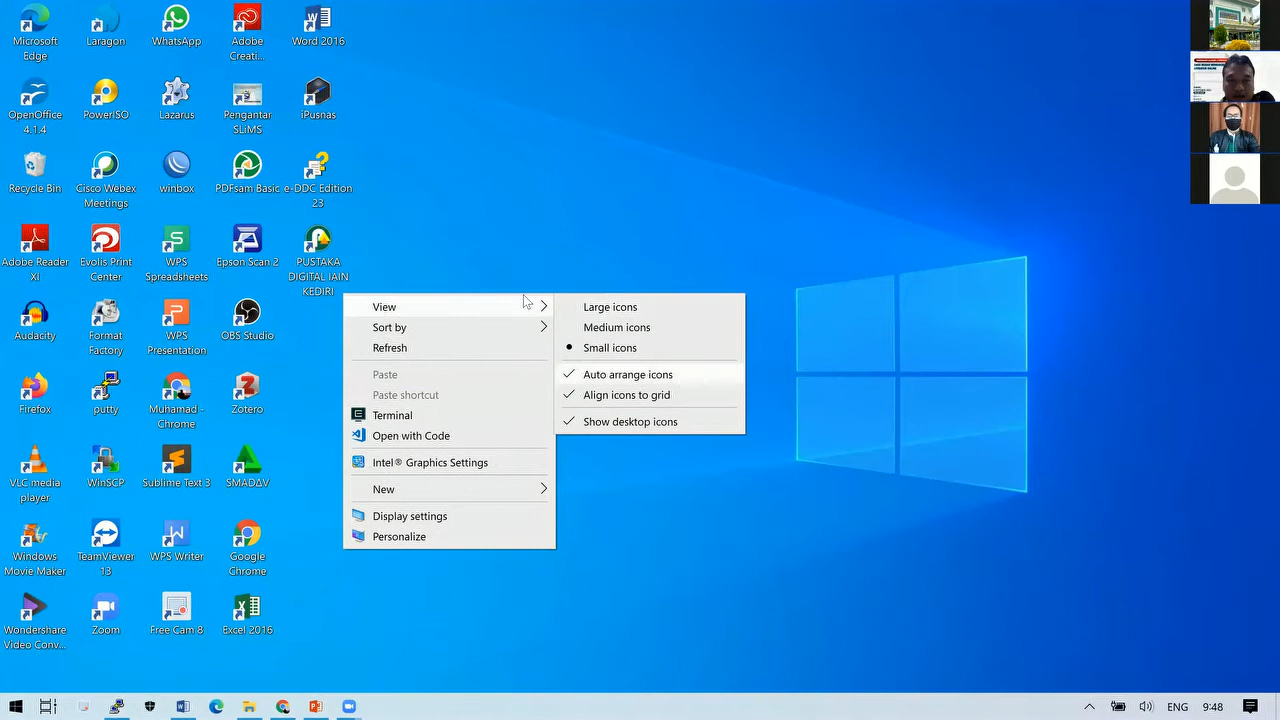 Microsoft
Edge
Laragon
WhatsApp
Adobe
Creati...
Word 2016
OpenOffice
4.1.4
PowerISO
Lazarus
Pengantar
SLiMS
iPusnas
Recycle Bin
Cisco Webex
Meetings
winbox
PDFsam Basic
e-DDC Edition
23
Adobe Reader
XI
Evolis Print
Center
WPS
Spreadsheets
Epson Scan 2
PUSTAKA
DIGITAL IAIN
KEDIRI
Audacity
Format
Factory
WPS
Presentation
OBS Studio
Firefox
putty
Muhamad -
Chrome
Zotero
VLC media
player
WinSCP
Sublime Text 3
SMADΔV
Windows
Movie Maker
TeamViewer
13
WPS Writer
Google
Chrome
Wondershare
Video Conv...
Zoom
Free Cam 8
Excel 2016
View
Sort by
Refresh
Paste
Paste shortcut
Terminal
Open with Code
Intel® Graphics Settings
New
Display settings
Personalize
Large icons
Medium icons
Small icons
Auto arrange icons
Align icons to grid
Show desktop icons
ENG
9:48